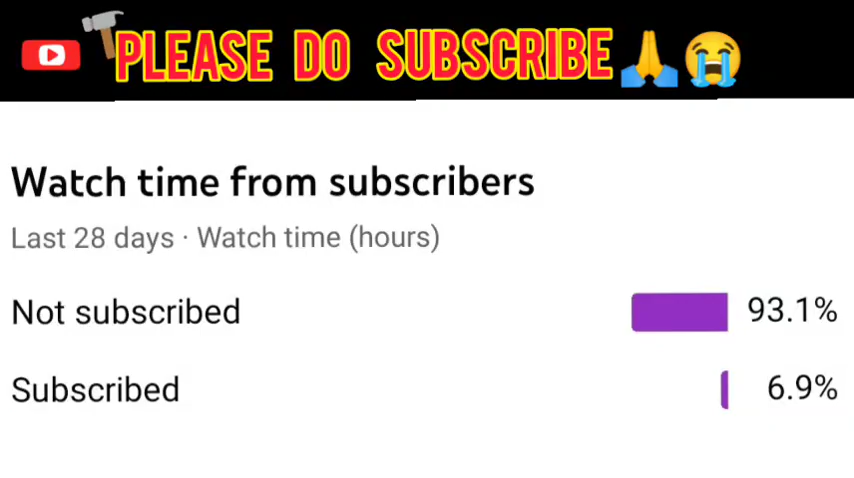 PLEASE DO SUBSCRIBE🙏😭
Watch time from subscribers
Last 28 days · Watch time (hours)
Not subscribed 93.1%
Subscribed 6.9%